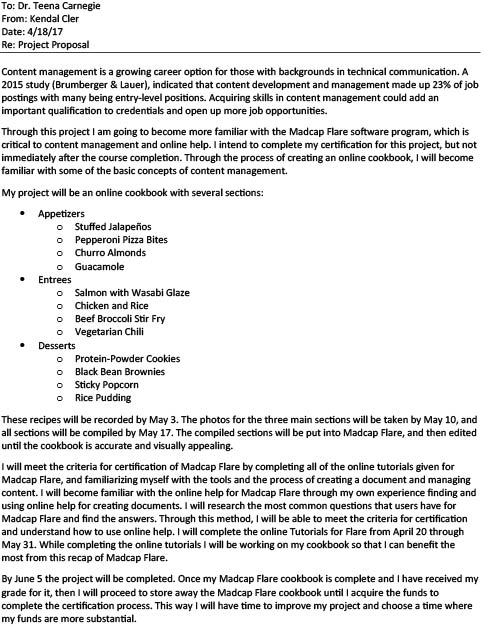 To: Dr. Teena Carnegie
From: Kendal Cler
Date: 4/18/17
Re: Project Proposal
Content management is a growing career option for those with backgrounds in technical communication. A
2015 study (Brumberger & Lauer), indicated that content development and management made up 23% of job
postings with many being entry-level positions. Acquiring skills in content management could add an
important qualification to credentials and open up more job opportunities.
Through this project I am going to become more familiar with the Madcap Flare software program, which is
critical to content management and online help. I intend to complete my certification for this project, but not
immediately after the course completion. Through the process of creating an online cookbook, I will become
familiar with some of the basic concepts of content management.
My project will be an online cookbook with several sections:
• Appetizers
o Stuffed Jalapeños
o Pepperoni Pizza Bites
o Churro Almonds
o Guacamole
• Entrees
o Salmon with Wasabi Glaze
o Chicken and Rice
o Beef Broccoli Stir Fry
o Vegetarian Chili
• Desserts
o Protein-Powder Cookies
o Black Bean Brownies
o Sticky Popcorn
o Rice Pudding
These recipes will be recorded by May 3. The photos for the three main sections will be taken by May 10, and
all sections will be compiled by May 17. The compiled sections will be put into Madcap Flare, and then edited
until the cookbook is accurate and visually appealing.
I will meet the criteria for certification of Madcap Flare by completing all of the online tutorials given for
Madcap Flare, and familiarizing myself with the tools and the process of creating a document and managing
content. I will become familiar with the online help for Madcap Flare through my own experience finding and
using online help for creating documents. I will research the most common questions that users have for
Madcap Flare and find the answers. Through this method, I will be able to meet the criteria for certification
and understand how to use online help. I will complete the online Tutorials for Flare from April 20 through
May 31. While completing the online tutorials I will be working on my cookbook so that I can benefit the
most from this recap of Madcap Flare.
By June 5 the project will be completed. Once my Madcap Flare cookbook is complete and I have received my
grade for it, then I will proceed to store away the Madcap Flare cookbook until I acquire the funds to
complete the certification process. This way I will have time to improve my project and choose a time where
my funds are more substantial.